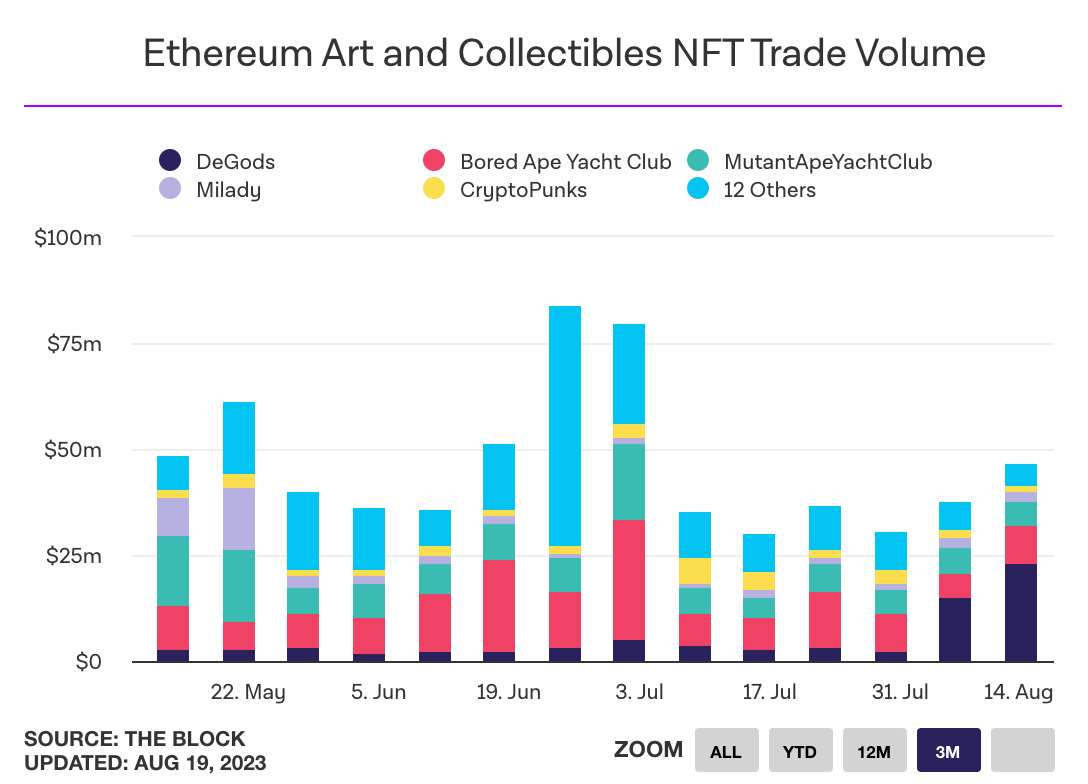 Ethereum Art and Collectibles NFT Trade Volume
DeGods
Bored Ape Yacht Club
MutantApeYachtClub
Milady
CryptoPunks
12 Others
$100m
$75m
$50m
$25m
$0
22. May
5. Jun
19. Jun
3. Jul
17. Jul
31. Jul
14. Aug
SOURCE: THE BLOCK
UPDATED: AUG 19, 2023
ZOOM
ALL
YTD
12M
3M